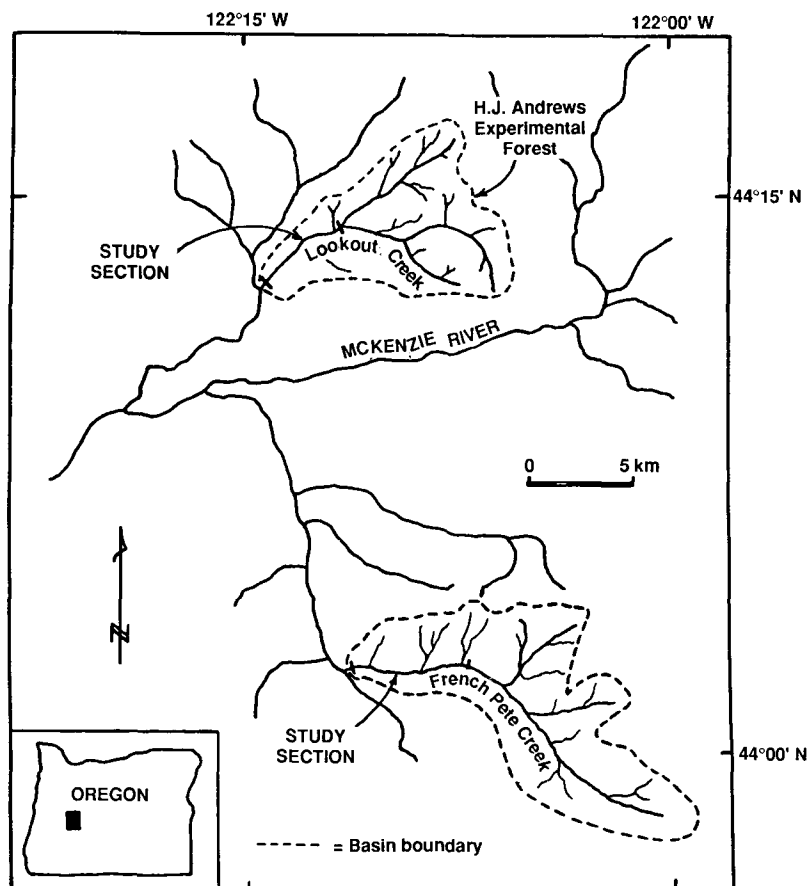 122°15' W
122°00' W
H.J. Andrews
Experimental
Forest
44°15' N
STUDY
SECTION
Lookout Creek
MCKENZIE RIVER
0 5 km
N
French Pete Creek
STUDY
SECTION
44°00' N
OREGON
= Basin boundary